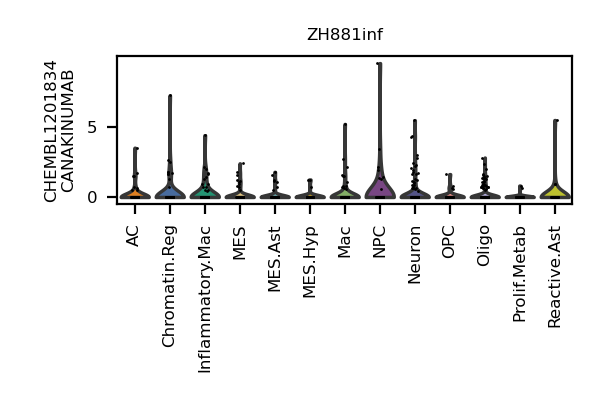 ZH881inf
CHEMBL1201834
CANAKINUMAB
5
0
AC
Chromatin.Reg
Inflammatory.Mac
MES
MES.Ast
MES.Hyp
Mac
NPC
Neuron
OPC
Oligo
Prolif.Metab
Reactive.Ast